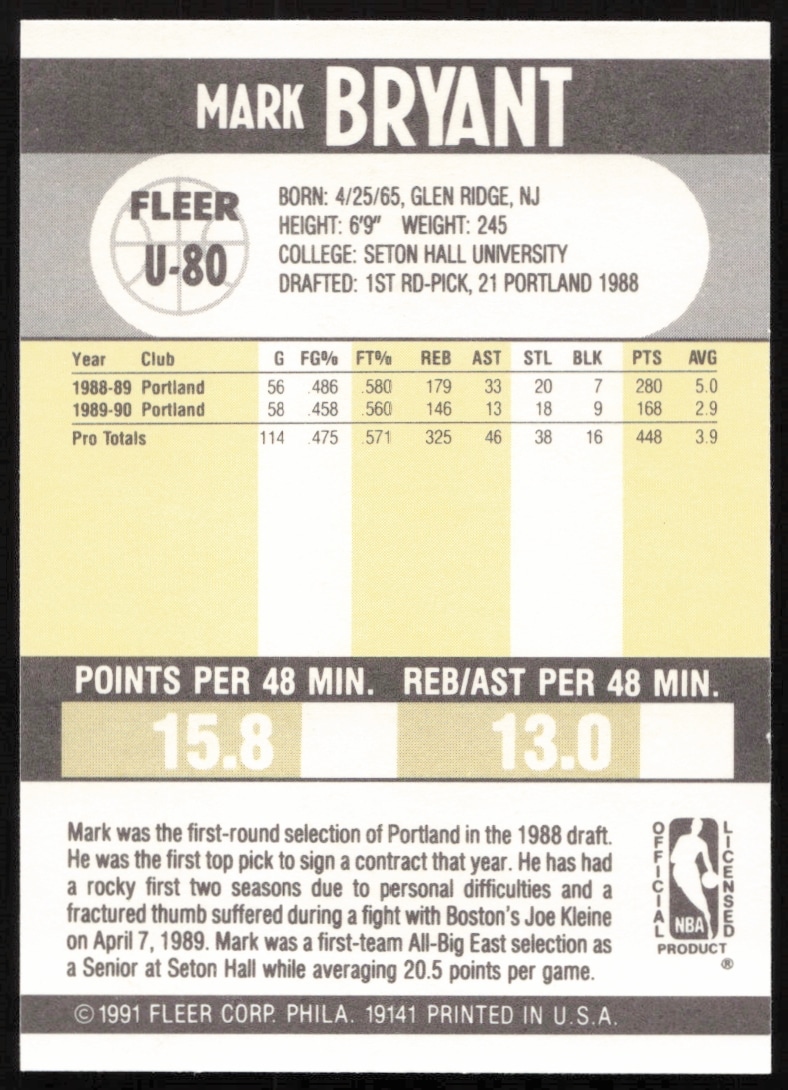 MARK BRYANT
FLEER
U-80
BORN: 4/25/65, GLEN RIDGE, NJ
HEIGHT: 6'9" WEIGHT: 245
COLLEGE: SETON HALL UNIVERSITY
DRAFTED: 1ST RD-PICK, 21 PORTLAND 1988
Year Club G FG% FT% REB AST STL BLK PTS AVG
1988-89 Portland 56 .486 .580 179 33 20 7 280 5.0
1989-90 Portland 58 .458 .560 146 13 18 9 168 2.9
Pro Totals 114 .475 .571 325 46 38 16 448 3.9
POINTS PER 48 MIN. REB/AST PER 48 MIN.
15.8 13.0
Mark was the first-round selection of Portland in the 1988 draft.
He was the first top pick to sign a contract that year. He has had
a rocky first two seasons due to personal difficulties and a
fractured thumb suffered during a fight with Boston's Joe Kleine
on April 7, 1989. Mark was a first-team All-Big East selection as
a Senior at Seton Hall while averaging 20.5 points per game.
OFFICIAL
LICENSED
NBA
PRODUCT
®
© 1991 FLEER CORP. PHILA. 19141 PRINTED IN U.S.A.